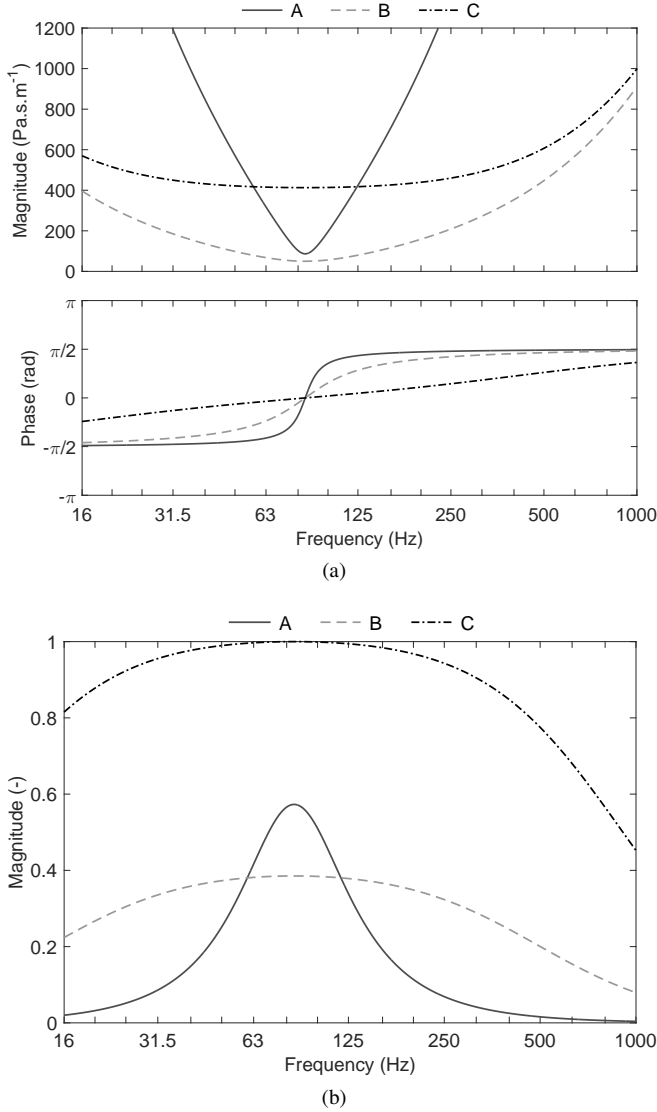 A B C
1200
1000
800
600
400
200
0
Magnitude (Pa.s.m⁻¹)
π
π/2
0
-π/2
-π
Phase (rad)
16 31.5 63 125 250 500 1000
Frequency (Hz)
(a)
A B C
1
0.8
0.6
0.4
0.2
0
Magnitude (-)
16 31.5 63 125 250 500 1000
Frequency (Hz)
(b)